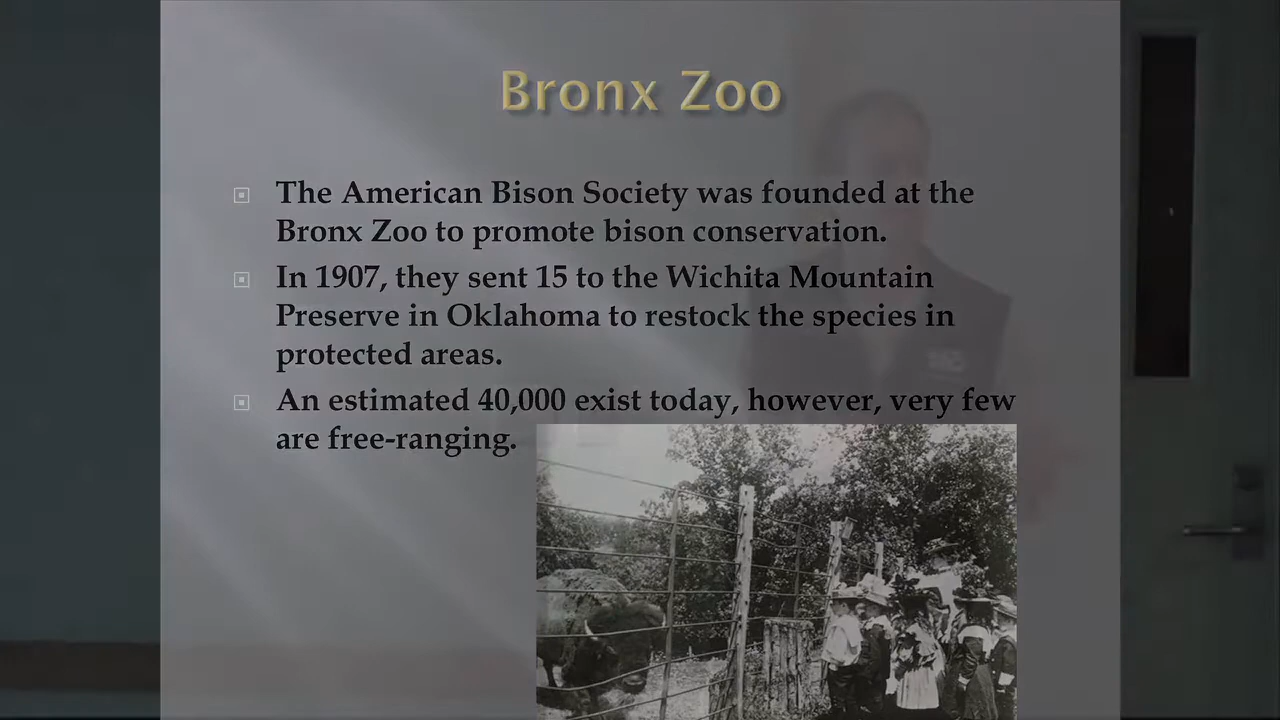 Bronx Zoo
The American Bison Society was founded at the
Bronx Zoo to promote bison conservation.
In 1907, they sent 15 to the Wichita Mountain
Preserve in Oklahoma to restock the species in
protected areas.
An estimated 40,000 exist today, however, very few
are free-ranging.